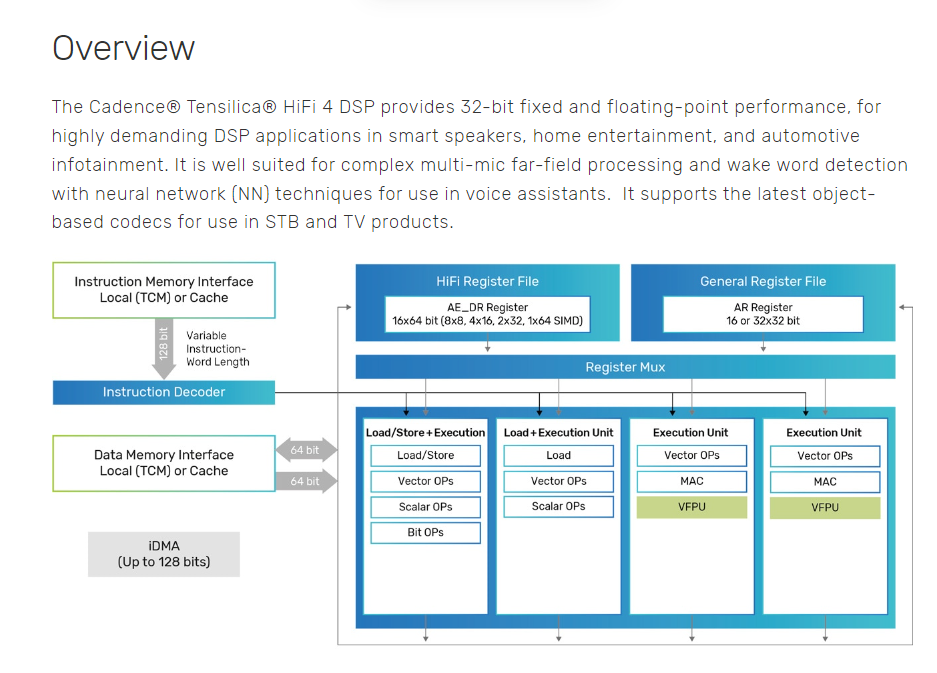 Overview
The Cadence® Tensilica® HiFi 4 DSP provides 32-bit fixed and floating-point performance, for
highly demanding DSP applications in smart speakers, home entertainment, and automotive
infotainment. It is well suited for complex multi-mic far-field processing and wake word detection
with neural network (NN) techniques for use in voice assistants. It supports the latest object-
based codecs for use in STB and TV products.
Instruction Memory Interface
Local (TCM) or Cache
128 bit
Variable
Instruction-
Word Length
Instruction Decoder
Data Memory Interface
Local (TCM) or Cache
64 bit
64 bit
iDMA
(Up to 128 bits)
HiFi Register File
AE_DR Register
16x64 bit (8x8, 4x16, 2x32, 1x64 SIMD)
General Register File
AR Register
16 or 32x32 bit
Register Mux
Load/Store+Execution
Load/Store
Vector OPs
Scalar OPs
Bit OPs
Load+Execution Unit
Load
Vector OPs
Scalar OPs
Execution Unit
Vector OPs
MAC
VFPU
Execution Unit
Vector OPs
MAC
VFPU